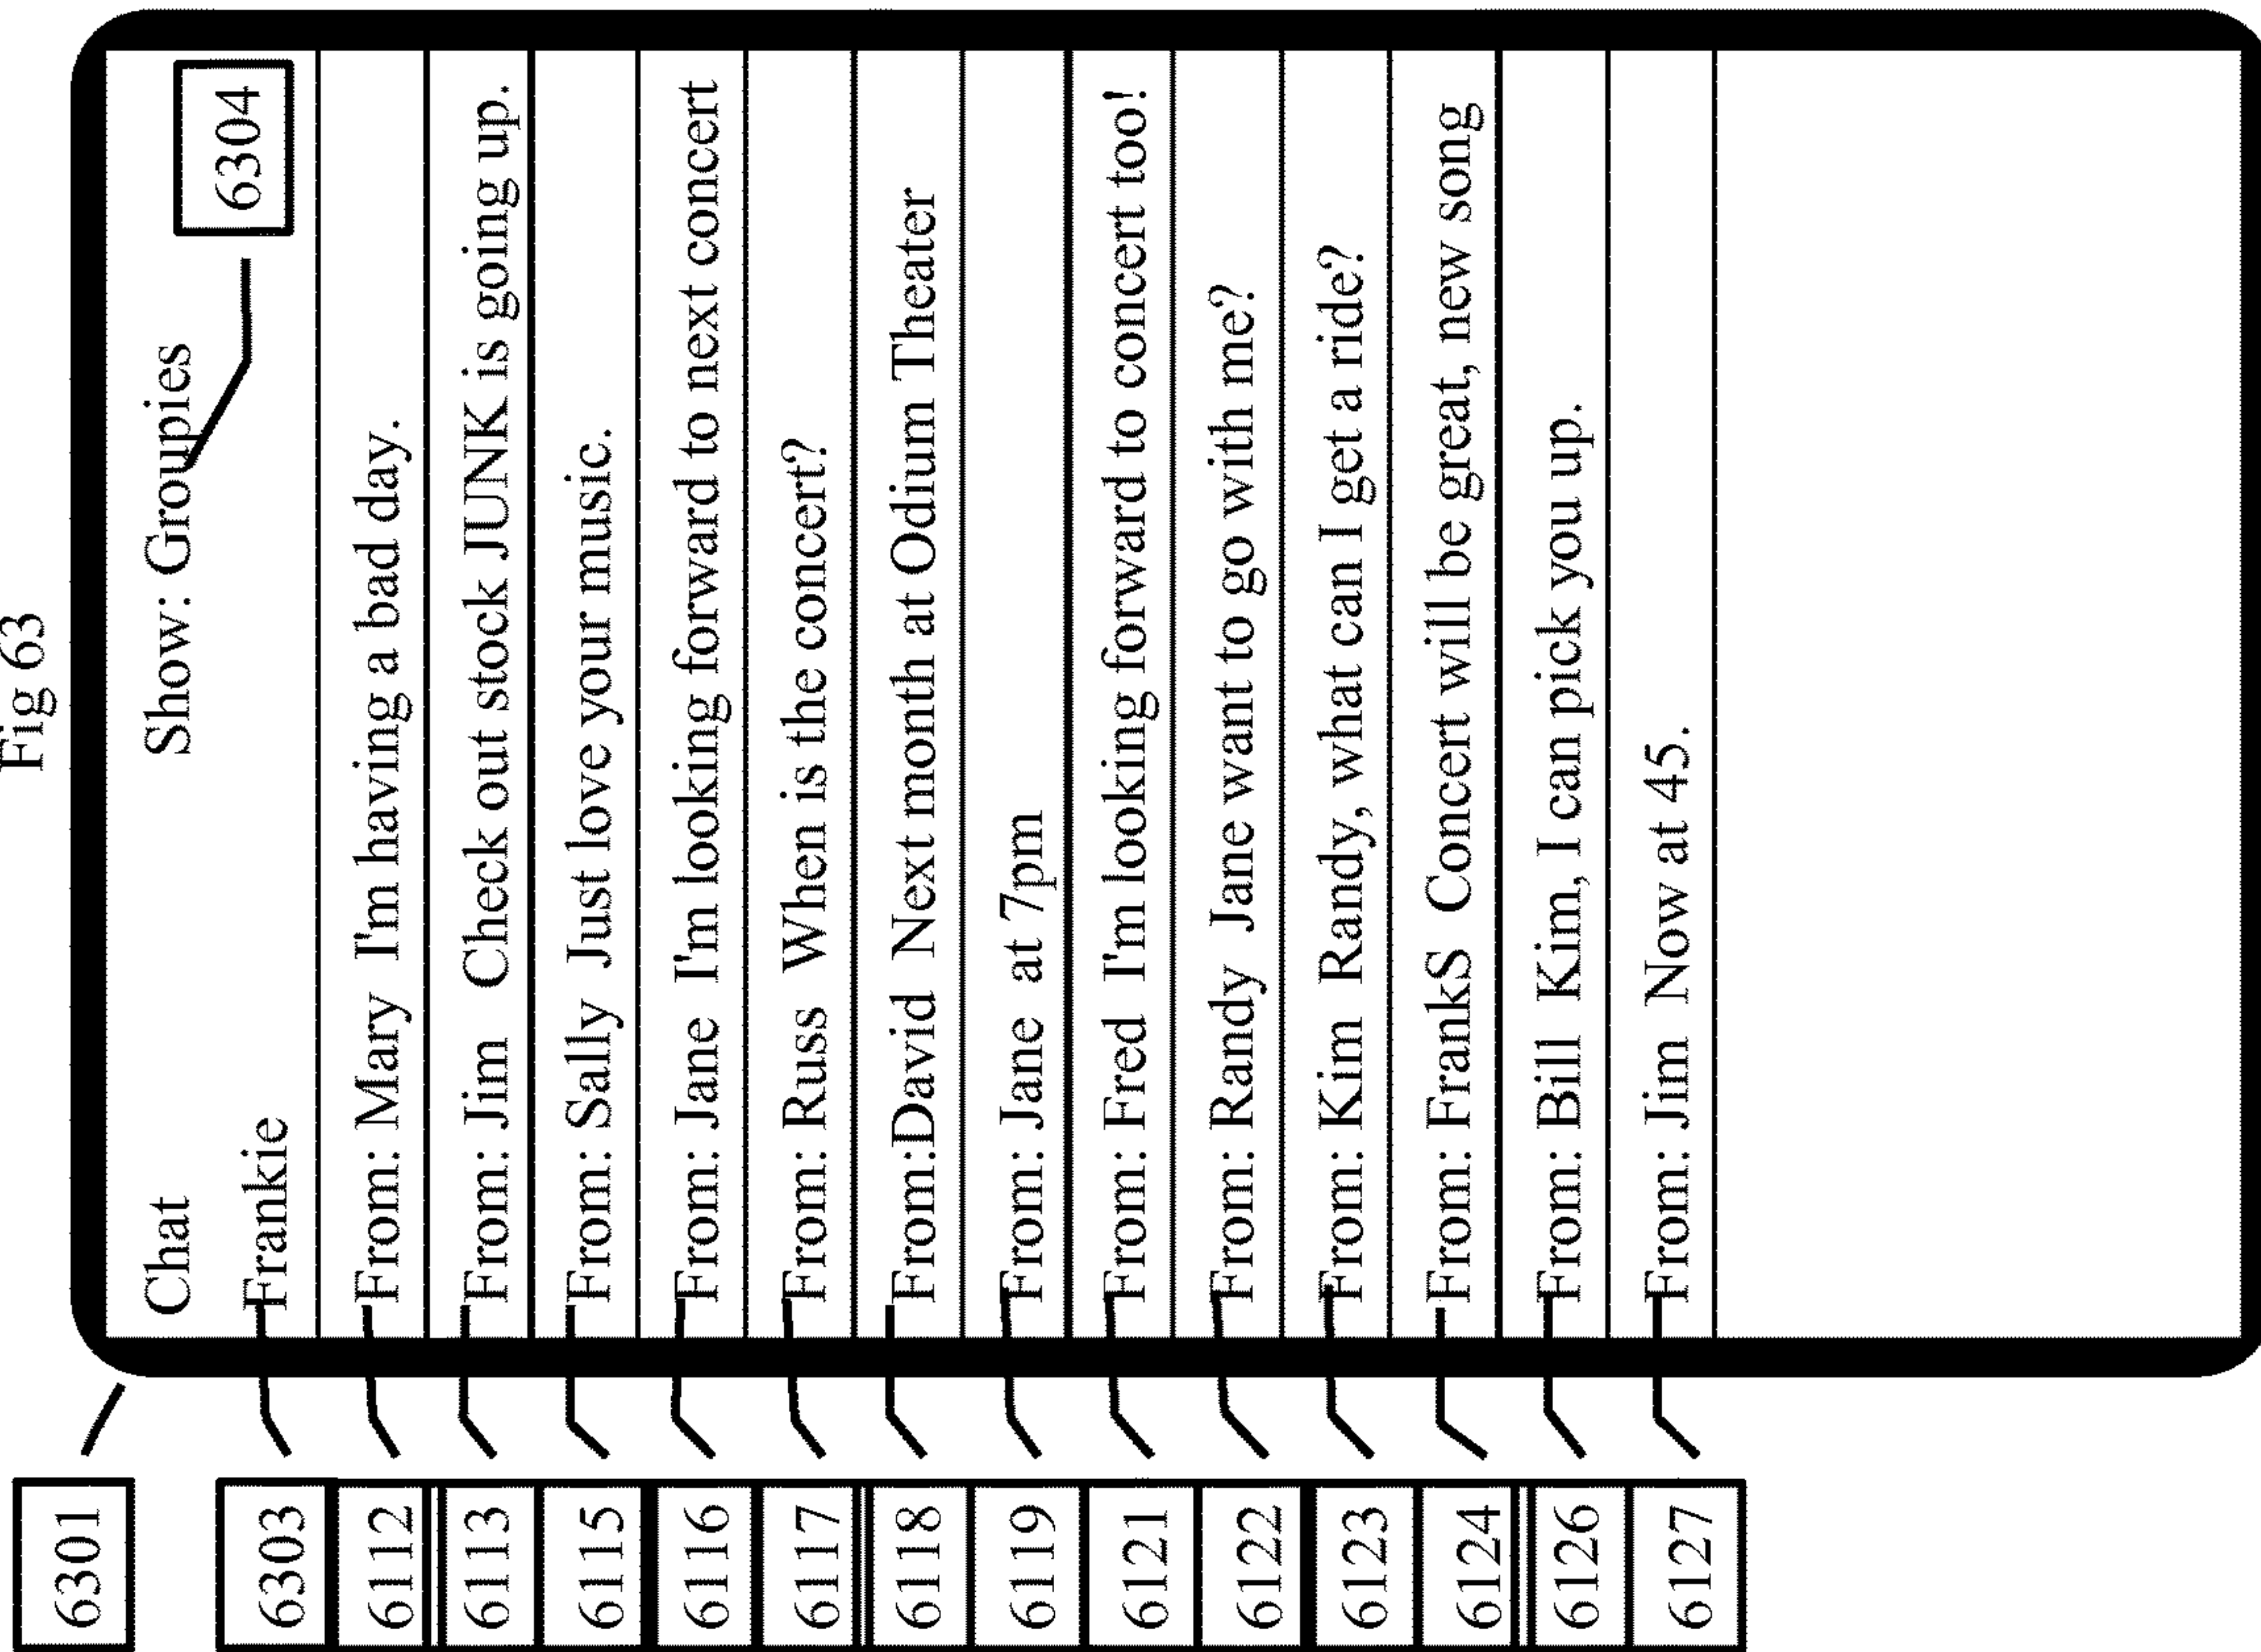 Fig 63
6301
Chat Show: Groupies
6303 Frankie 6304
6112 From: Mary I'm having a bad day.
6113 From: Jim Check out stock JUNK is going up.
6115 From: Sally Just love your music.
6116 From: Jane I'm looking forward to next concert
6117 From: Russ When is the concert?
6118 From:David Next month at Odium Theater
6119 From: Jane at 7pm
6121 From: Fred I'm looking forward to concert too!
6122 From: Randy Jane want to go with me?
6123 From: Kim Randy, what can I get a ride?
6124 From: FrankS Concert will be great, new song
6126 From: Bill Kim, I can pick you up.
6127 From: Jim Now at 45.